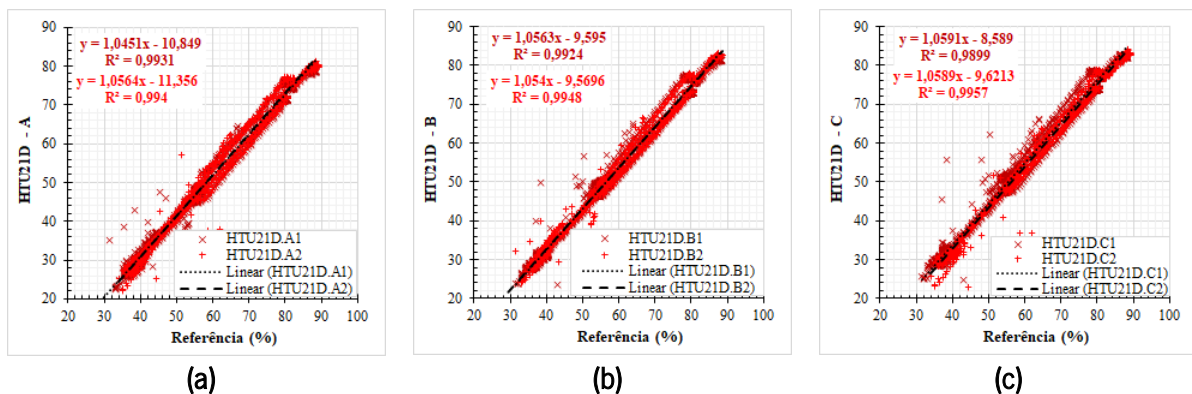 HTU21D - A
90
80
70
60
50
40
30
20
y = 1,0451x - 10,849
R² = 0,9931
y = 1,0564x - 11,356
R² = 0,994
HTU21D.A1
HTU21D.A2
Linear (HTU21D.A1)
Linear (HTU21D.A2)
20 30 40 50 60 70 80 90 100
Referência (%)
(a)
HTU21D - B
90
80
70
60
50
40
30
20
y = 1,0563x - 9,595
R² = 0,9924
y = 1,054x - 9,5696
R² = 0,9948
HTU21D.B1
HTU21D.B2
Linear (HTU21D.B1)
Linear (HTU21D.B2)
20 30 40 50 60 70 80 90 100
Referência (%)
(b)
HTU21D - C
90
80
70
60
50
40
30
20
y = 1,0591x - 8,589
R² = 0,9899
y = 1,0589x - 9,6213
R² = 0,9957
HTU21D.C1
HTU21D.C2
Linear (HTU21D.C1)
Linear (HTU21D.C2)
20 30 40 50 60 70 80 90 100
Referência (%)
(c)